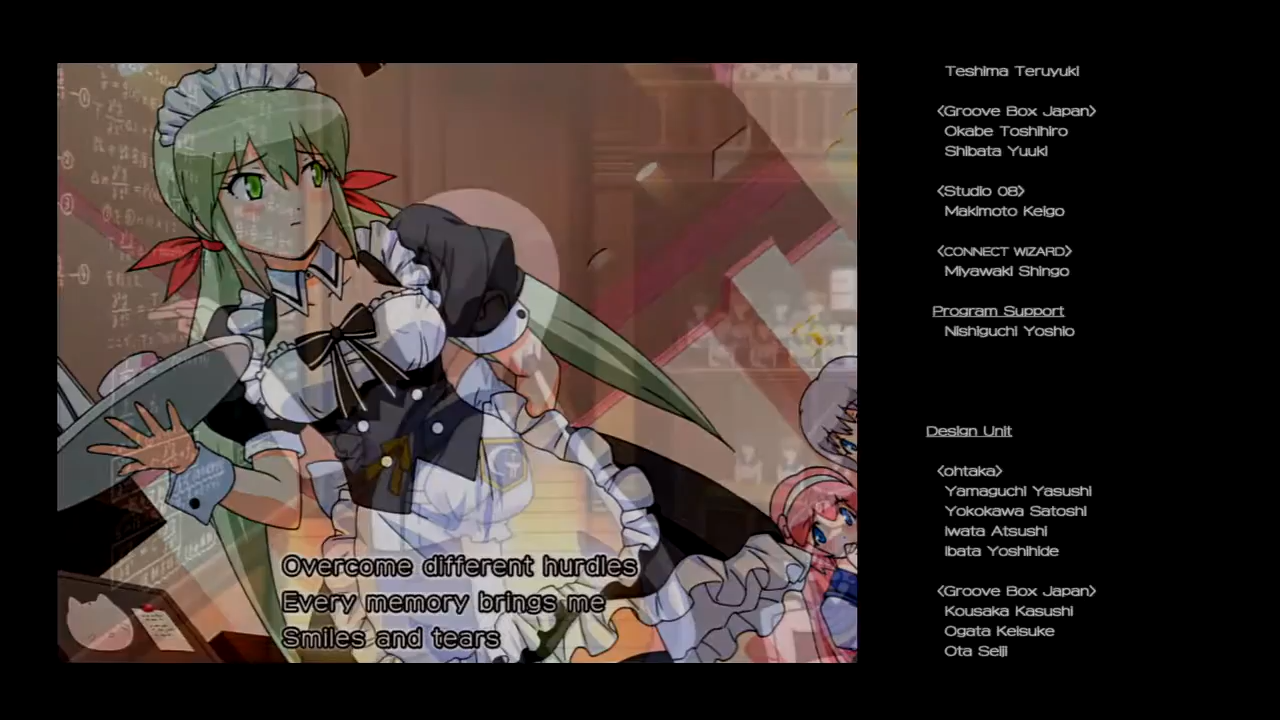 Teshima Teruyuki
<Groove Box Japan>
Okabe Toshihiro
Shibata Yuuki
<Studio 08>
Makimoto Keigo
<CONNECT WIZARD>
Miyawaki Shingo
Program Support
Nishiguchi Yoshio
Design Unit
<ohtaka>
Yamaguchi Yasushi
Yokokawa Satoshi
Iwata Atsushi
Ibata Yoshihide
<Groove Box Japan>
Kousaka Kasushi
Ogata Keisuke
Ota Seiji
Overcome different hurdles
Every memory brings me
Smiles and tears